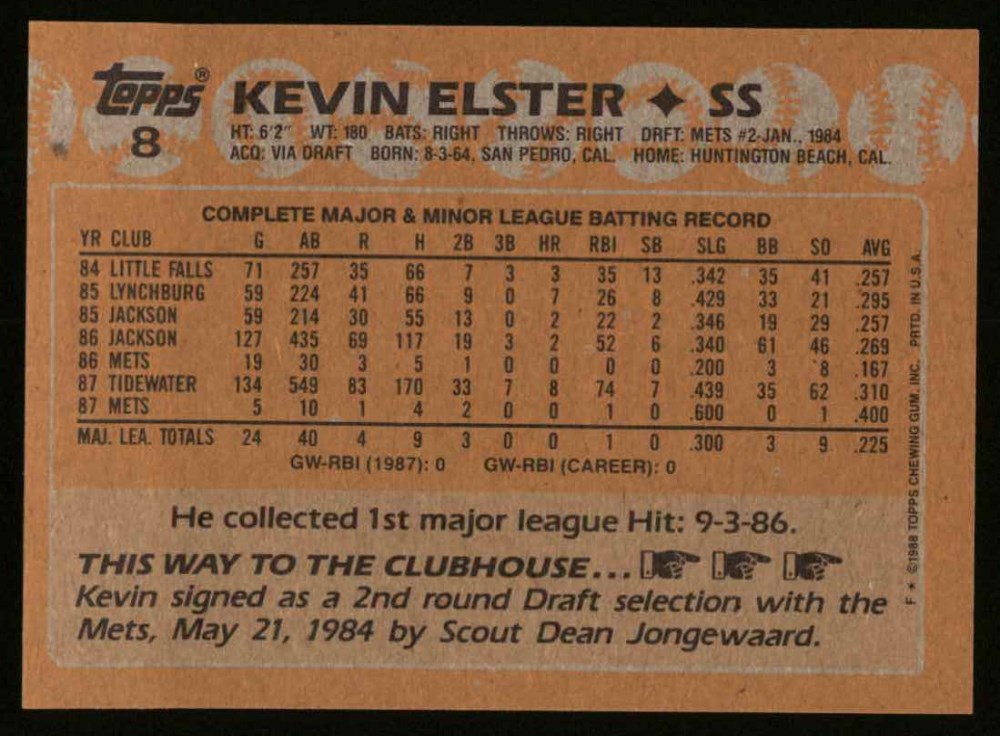 Topps® KEVIN ELSTER ✦ SS
8
HT: 6'2" WT: 180 BATS: RIGHT THROWS: RIGHT DRFT: METS #2-JAN., 1984
ACQ: VIA DRAFT BORN: 8-3-64, SAN PEDRO, CAL. HOME: HUNTINGTON BEACH, CAL.
COMPLETE MAJOR & MINOR LEAGUE BATTING RECORD
YR CLUB G AB R H 2B 3B HR RBI SB SLG BB SO AVG
84 LITTLE FALLS 71 257 35 66 7 3 3 35 13 .342 35 41 .257
85 LYNCHBURG 59 224 41 66 9 0 7 26 8 .429 33 21 .295
85 JACKSON 59 214 30 55 13 0 2 22 2 .346 19 29 .257
86 JACKSON 127 435 69 117 19 3 2 52 6 .340 61 46 .269
86 METS 19 30 3 5 1 0 0 0 0 .200 3 8 .167
87 TIDEWATER 134 549 83 170 33 7 8 74 7 .439 35 62 .310
87 METS 5 10 1 4 2 0 0 1 0 .600 0 1 .400
MAJ. LEA. TOTALS 24 40 4 9 3 0 0 1 0 .300 3 9 .225
GW-RBI (1987): 0 GW-RBI (CAREER): 0
He collected 1st major league Hit: 9-3-86.
THIS WAY TO THE CLUBHOUSE...
Kevin signed as a 2nd round Draft selection with the
Mets, May 21, 1984 by Scout Dean Jongewaard.
F * ©1988 TOPPS CHEWING GUM, INC. PRTD. IN U.S.A.